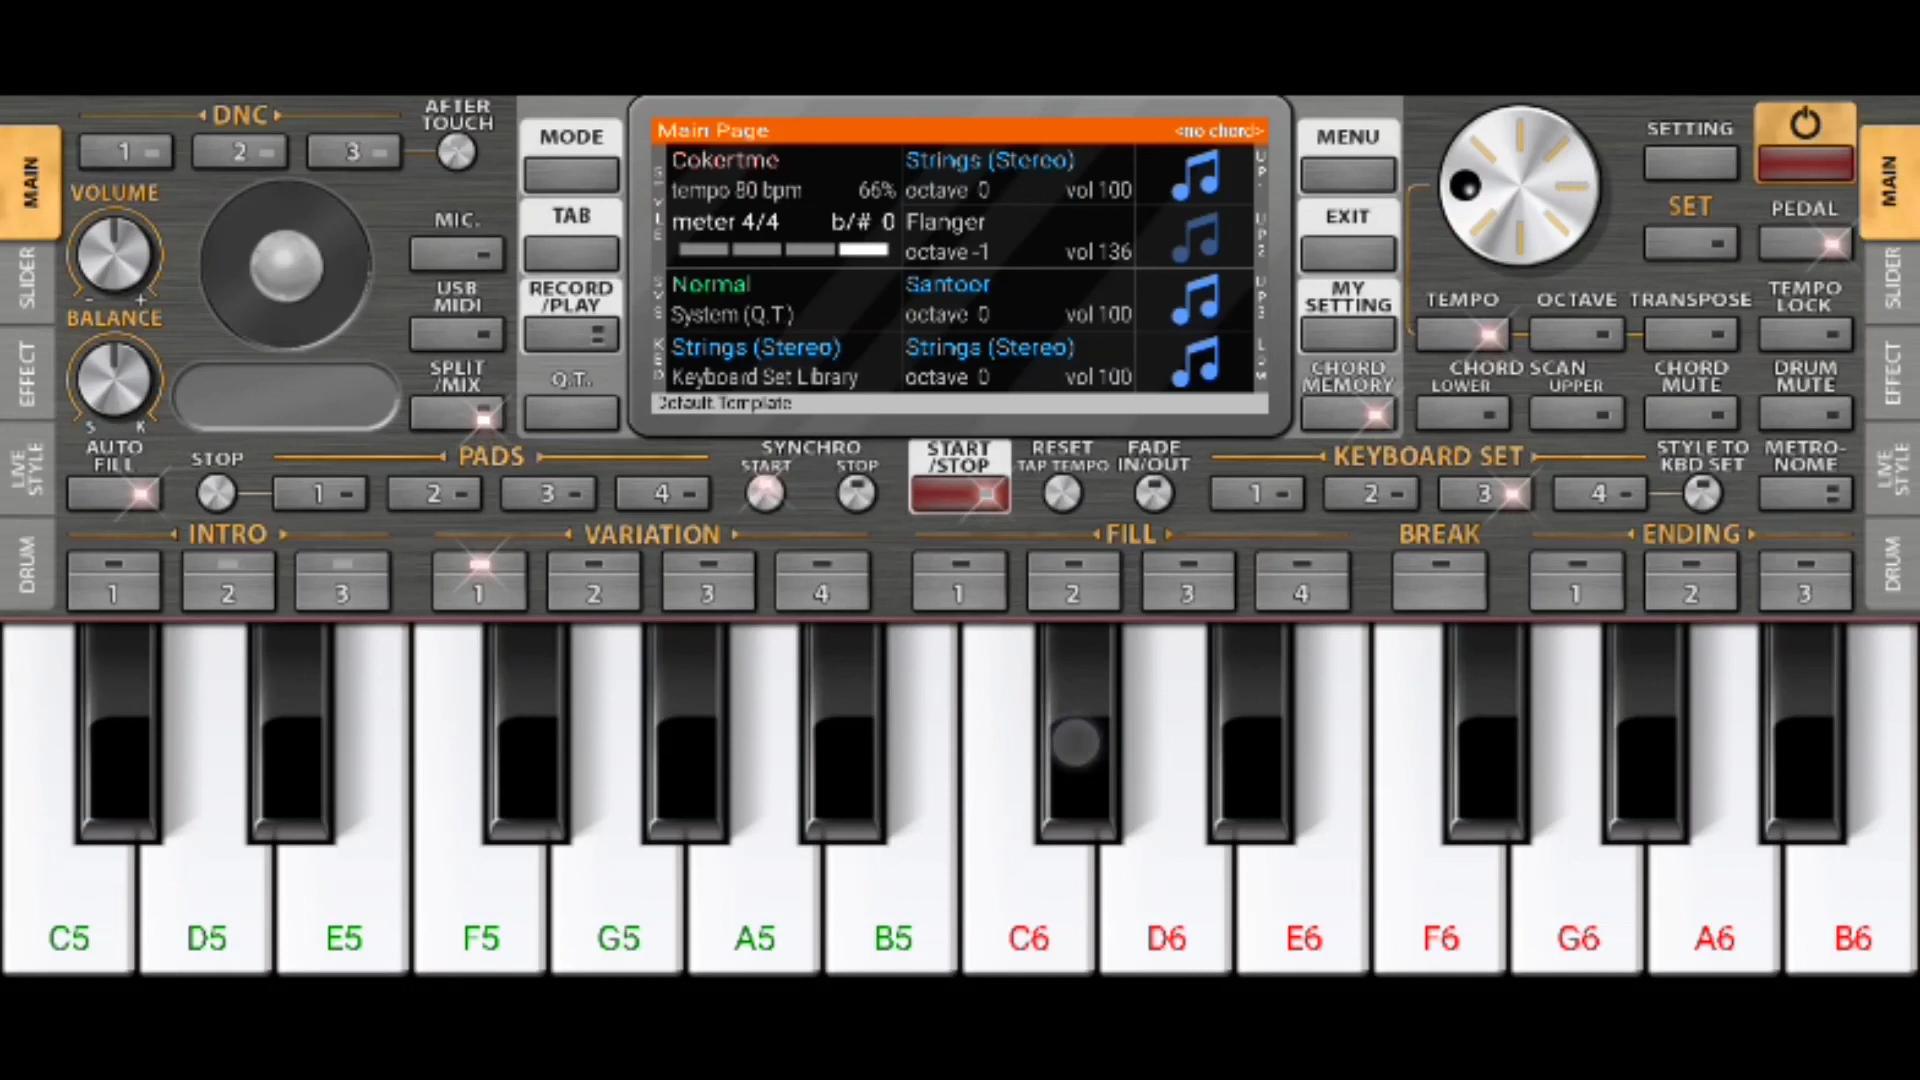 DNC
AFTER
TOUCH
1
2
3
MODE
MENU
SETTING
MAIN
MAIN
VOLUME
MIC.
TAB
EXIT
SET
PEDAL
SLIDER
SLIDER
BALANCE
USB
MIDI
RECORD
/PLAY
MY
SETTING
TEMPO
OCTAVE
TRANSPOSE
TEMPO
LOCK
- +
S K
EFFECT
EFFECT
SPLIT
/MIX
Q.T.
CHORD
MEMORY
CHORD SCAN
LOWER UPPER
CHORD
MUTE
DRUM
MUTE
Main Page <no chord>
Cokertme
tempo 80 bpm 66%
meter 4/4 b/# 0
Strings (Stereo)
octave 0 vol 100
Flanger
octave -1 vol 136
Normal
System (Q.T.)
Santoor
octave 0 vol 100
Strings (Stereo)
Keyboard Set Library
Strings (Stereo)
octave 0 vol 100
Default Template
AUTO
FILL
STOP
PADS
1
2
3
4
SYNCHRO
START STOP
START
/STOP
RESET
TAP TEMPO
FADE
IN/OUT
KEYBOARD SET
1
2
3
4
STYLE TO
KBD SET
METRO-
NOME
LIVE
STYLE
LIVE
STYLE
INTRO
1
2
3
VARIATION
1
2
3
4
FILL
1
2
3
4
BREAK
ENDING
1
2
3
DRUM
DRUM
C5 D5 E5 F5 G5 A5 B5 C6 D6 E6 F6 G6 A6 B6